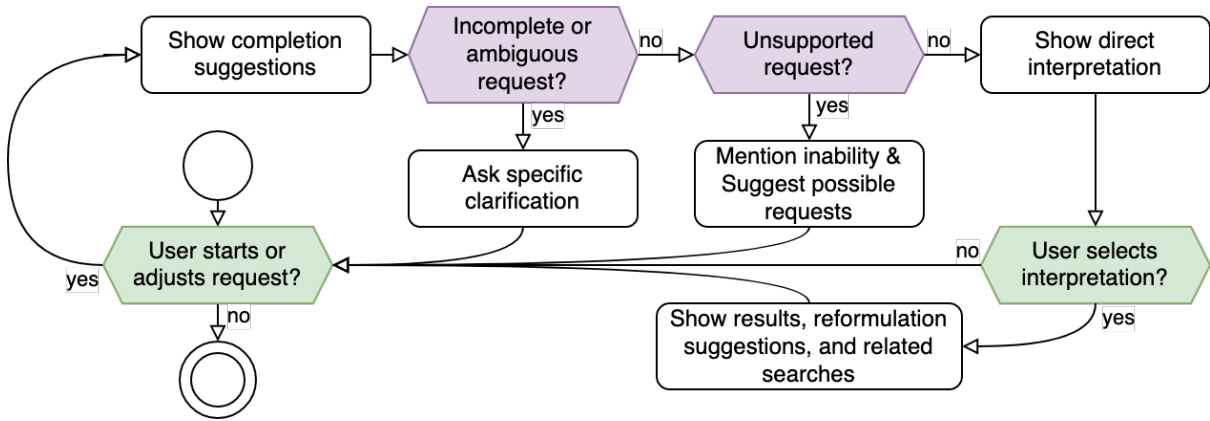 Show completion
suggestions
Incomplete or
ambiguous
request?
no
Unsupported
request?
no
Show direct
interpretation
yes
yes
Ask specific
clarification
Mention inability &
Suggest possible
requests
User starts or
adjusts request?
yes
no
no
User selects
interpretation?
yes
Show results, reformulation
suggestions, and related
searches